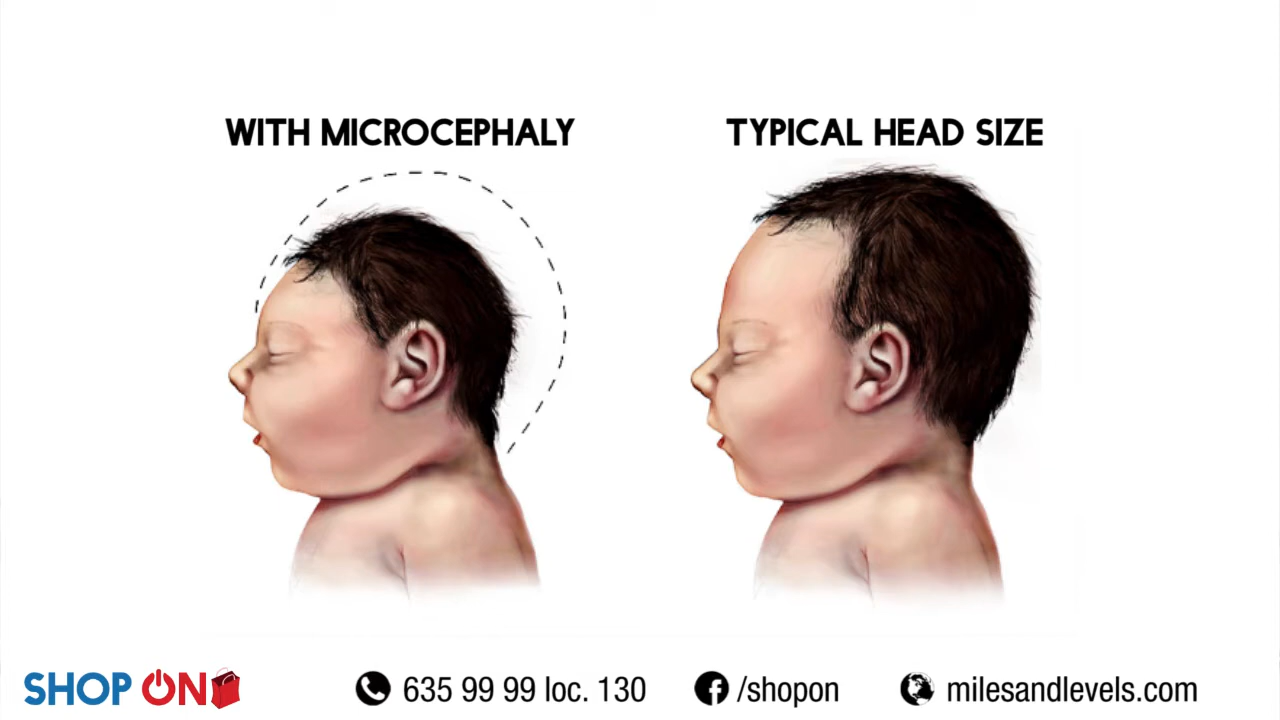 WITH MICROCEPHALY
TYPICAL HEAD SIZE
SHOP ON
635 99 99 loc. 130
/shopon
milesandlevels.com